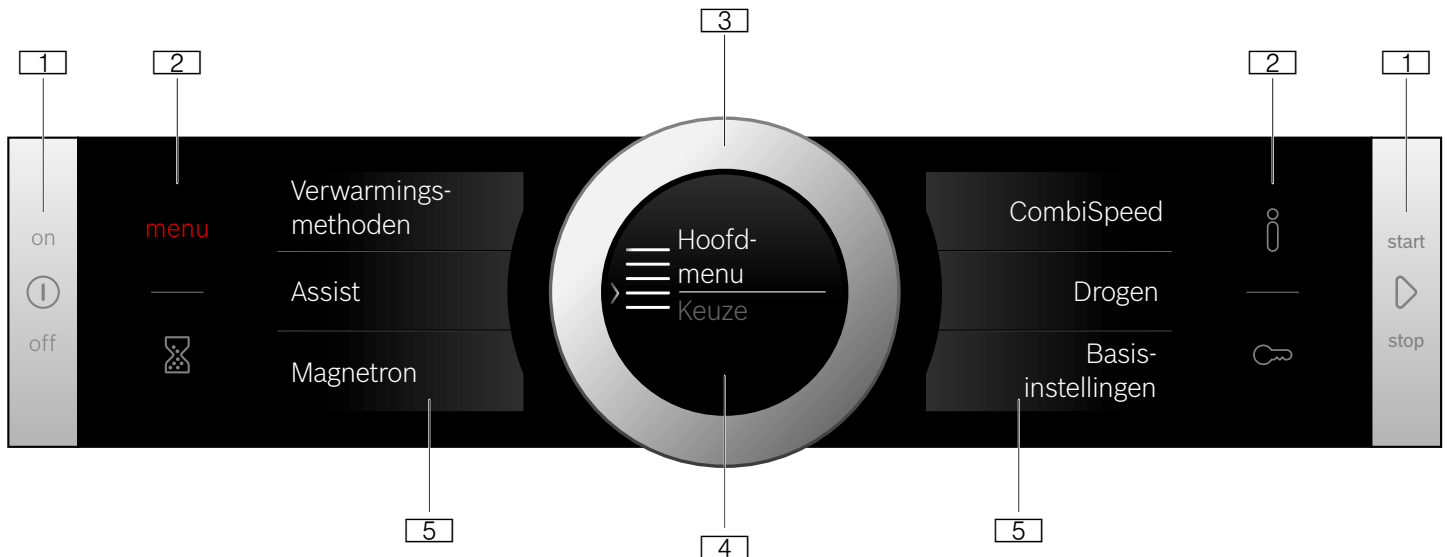 3
1
2
2
1
on
off
menu
Verwarmings-
methoden
Assist
Magnetron
Hoofd-
menu
Keuze
CombiSpeed
Drogen
Basis-
instellingen
start
stop
5
4
5